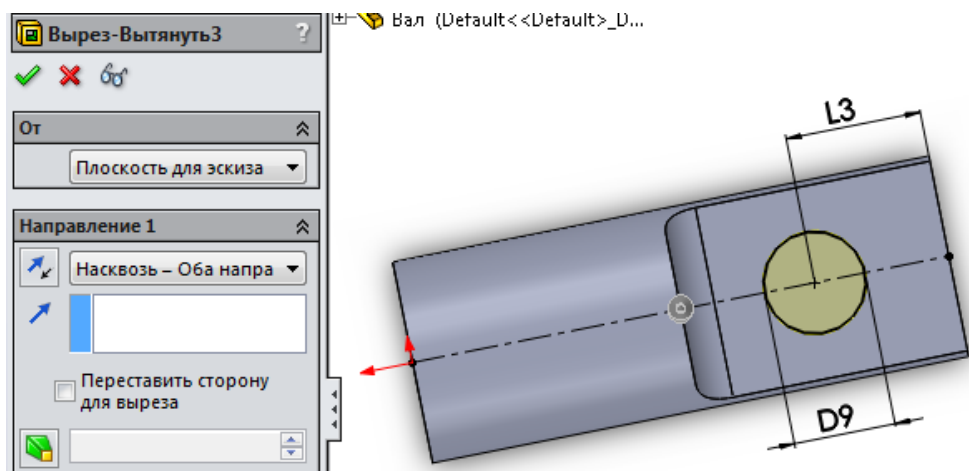 Вырез-Вытянуть3 ?
Вал (Default<<Default>_D...
От
Плоскость для эскиза
Направление 1
Насквозь – Оба напра
Переставить сторону
для выреза
L3
D9